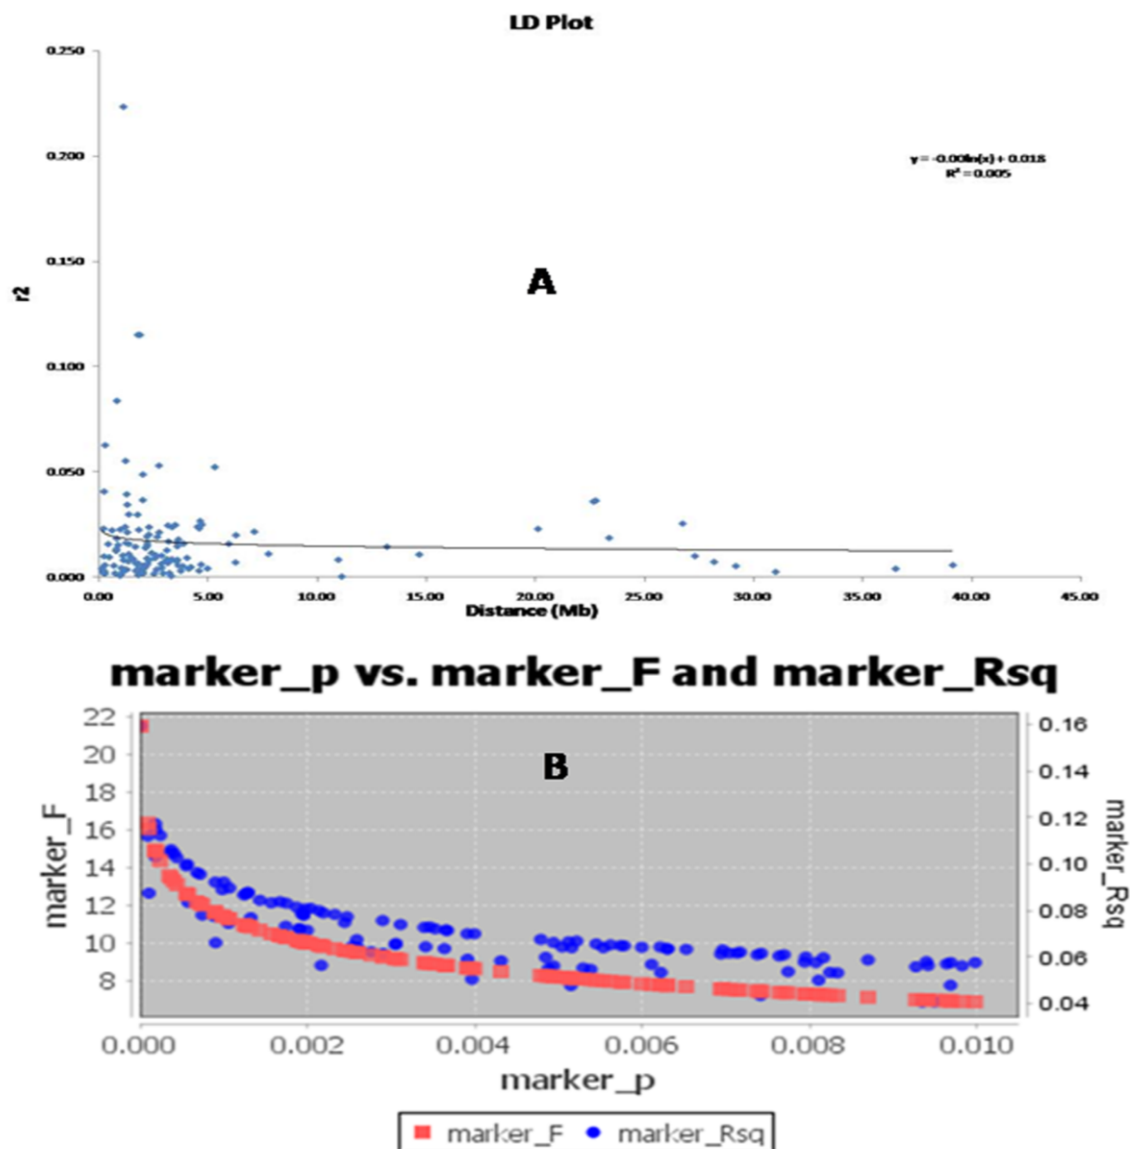 LD Plot
0.250
0.200
y = -0.00ln(x) + 0.018
R² = 0.005
0.150
A
r2
0.100
0.050
0.000
0.00 5.00 10.00 15.00 20.00 25.00 30.00 35.00 40.00 45.00
Distance (Mb)
marker_p vs. marker_F and marker_Rsq
22 0.16
20 B 0.14
18
16 0.12
marker_F marker_Rsq
14 0.10
12 0.08
10 0.06
8 0.04
0.000 0.002 0.004 0.006 0.008 0.010
marker_p
marker_F marker_Rsq